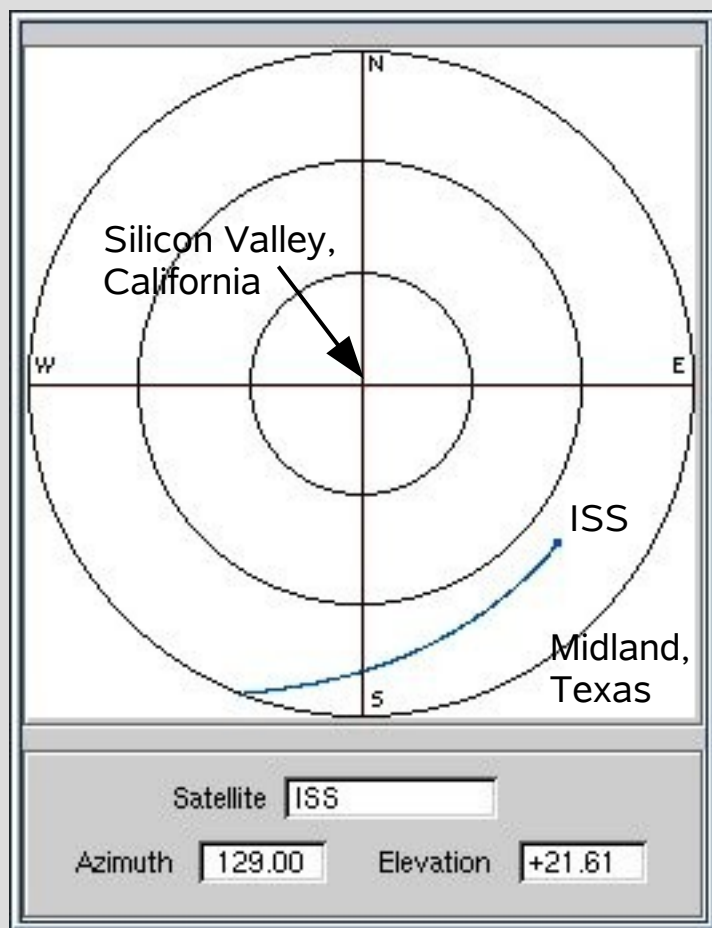 N
Silicon Valley,
California
W
E
ISS
Midland,
Texas
S
Satellite ISS
Azimuth 129.00 Elevation +21.61